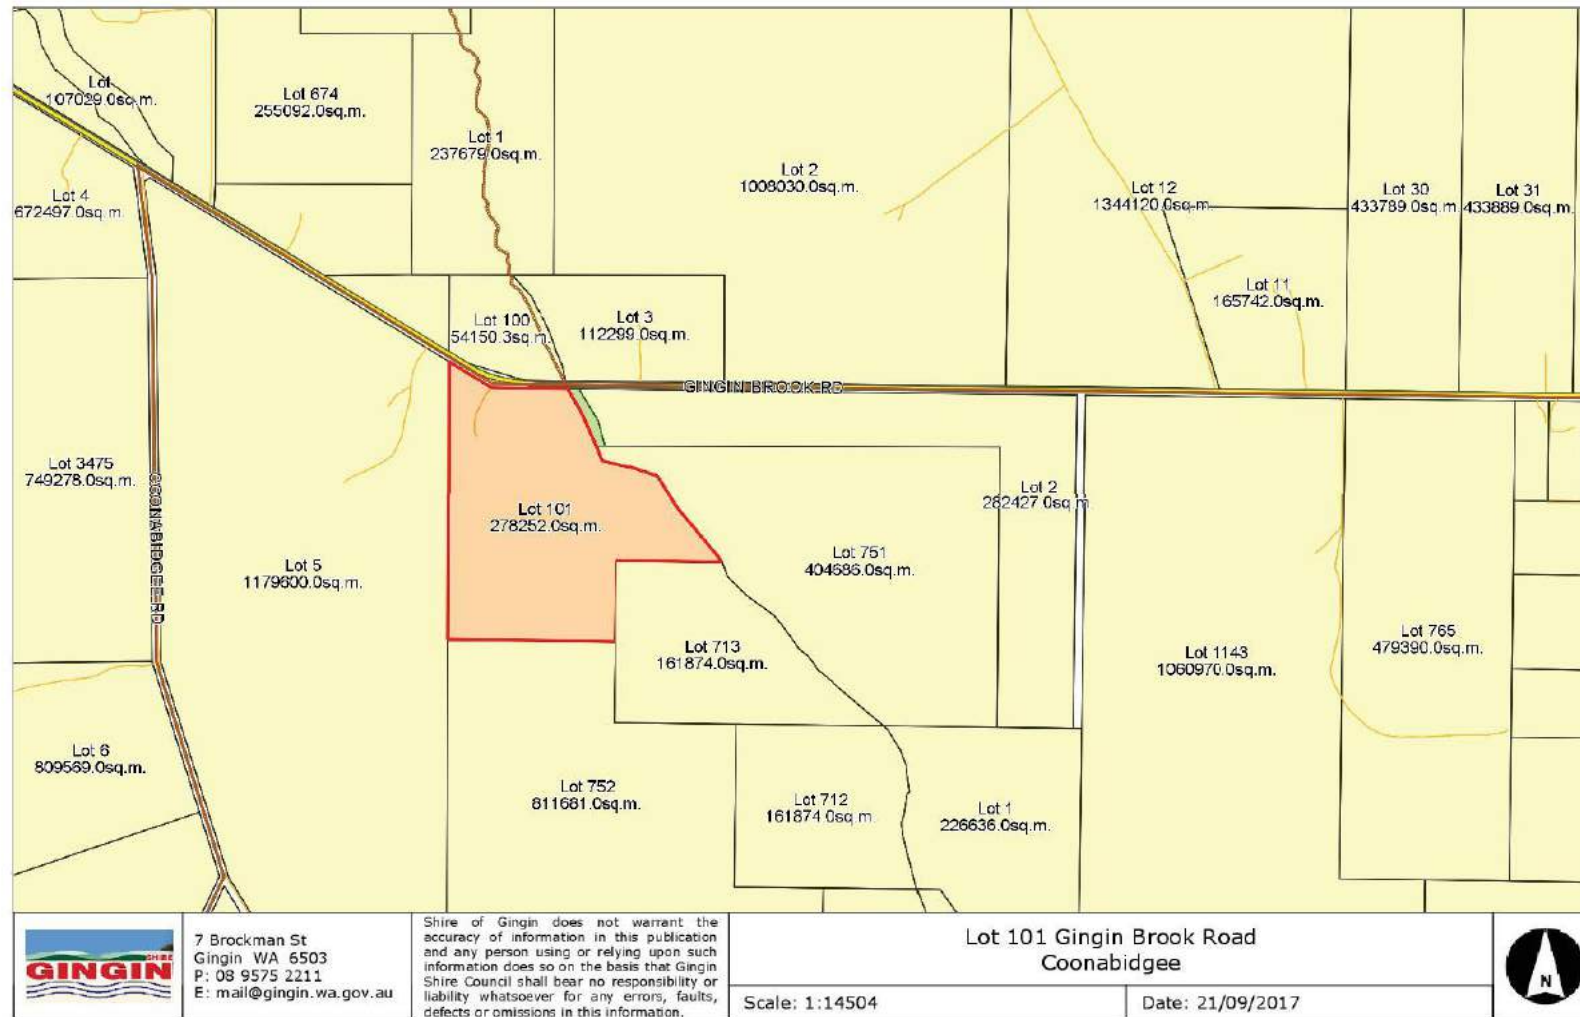 Lot
107029.0sq.m.
Lot 674
255092.0sq.m.
Lot 1
237679.0sq.m.
Lot 2
1008030.0sq.m.
Lot 12
1344120.0sq.m.
Lot 30
433789.0sq.m.
Lot 31
433889.0sq.m.
Lot 4
672497.0sq.m.
Lot 11
165742.0sq.m.
Lot 100
54150.3sq.m.
Lot 3
112299.0sq.m.
GINGIN BROOK RD
Lot 3475
749278.0sq.m.
COONABIDGEE RD
Lot 101
278252.0sq.m.
Lot 2
282427.0sq.m.
Lot 5
1179600.0sq.m.
Lot 751
404686.0sq.m.
Lot 713
161874.0sq.m.
Lot 1143
1060970.0sq.m.
Lot 765
479390.0sq.m.
Lot 6
809569.0sq.m.
Lot 752
811681.0sq.m.
Lot 712
161874.0sq.m.
Lot 1
226636.0sq.m.
SHIRE
GINGIN
7 Brockman St
Gingin WA 6503
P: 08 9575 2211
E: mail@gingin.wa.gov.au
Shire of Gingin does not warrant the
accuracy of information in this publication
and any person using or relying upon such
information does so on the basis that Gingin
Shire Council shall bear no responsibility or
liability whatsoever for any errors, faults,
defects or omissions in this information.
Lot 101 Gingin Brook Road
Coonabidgee
Scale: 1:14504
Date: 21/09/2017
N